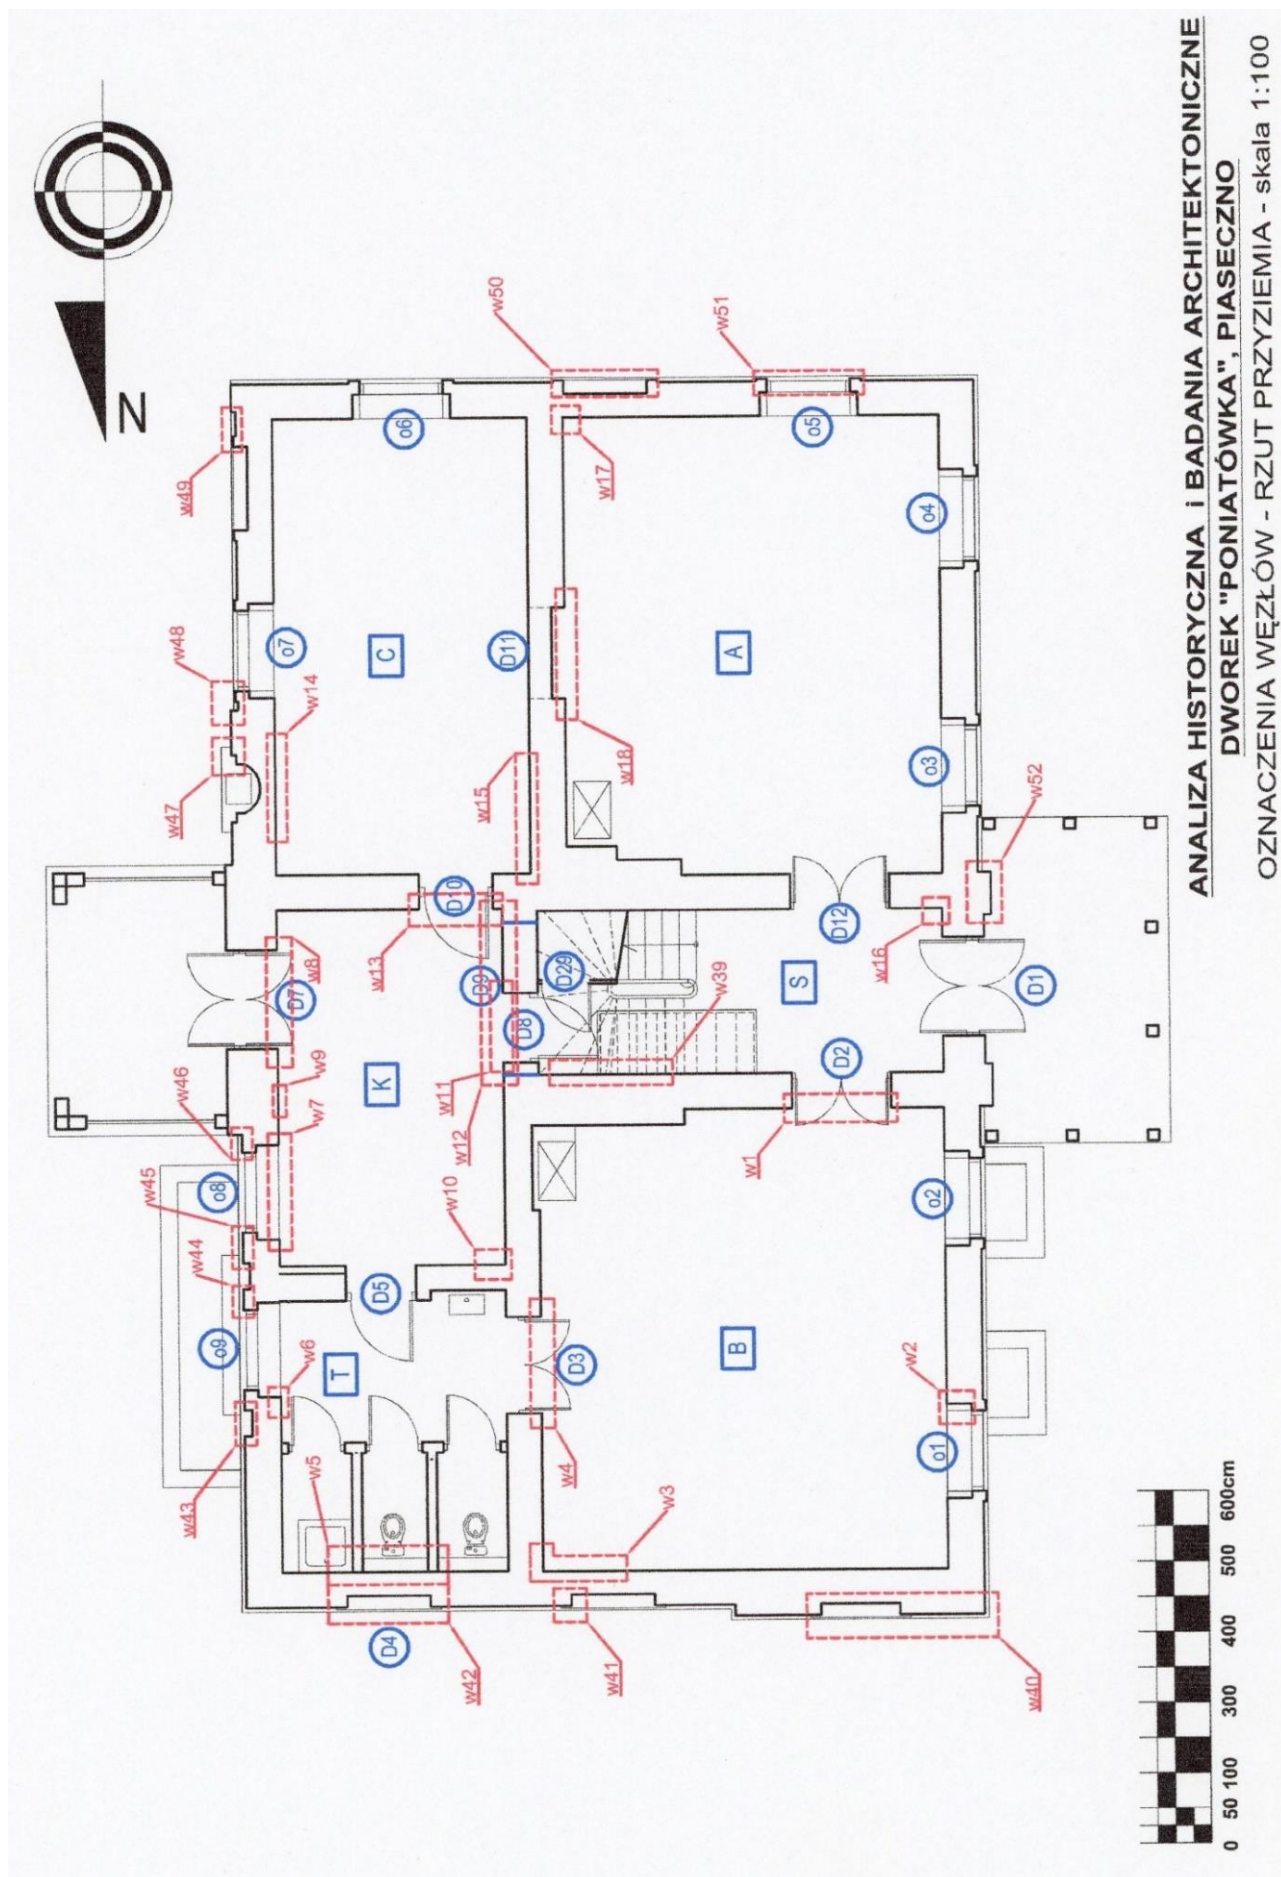 N
w45
w46
w48
w43
w47
w49
w44
o9
o8
o7
w5
w6
w7
w9
D7
w8
w14
T
D4
D5
K
w13
C
o6
w42
w10
w12
w11
D9
D10
w15
D11
w50
D8
D29
w4
D3
w41
w17
w18
w3
w39
B
w1
S
A
w51
D2
D12
o5
w16
w2
o1
o2
o3
o4
w40
D1
w52
0 50 100 300 400 500 600cm
ANALIZA HISTORYCZNA i BADANIA ARCHITEKTONICZNE
DWOREK "PONIATÓWKA", PIASECZNO
OZNACZENIA WĘZŁÓW - RZUT PRZYZIEMIA - skala 1:100